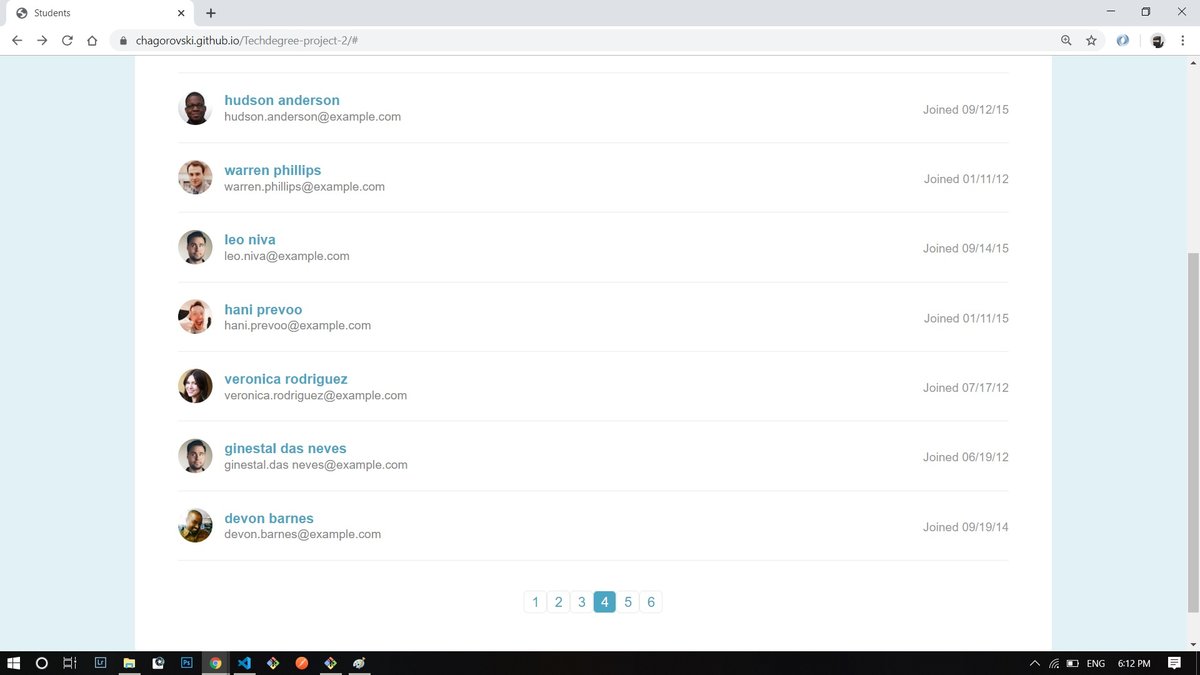 Students
chagorovski.github.io/Techdegree-project-2/#
hudson anderson
hudson.anderson@example.com
Joined 09/12/15
warren phillips
warren.phillips@example.com
Joined 01/11/12
leo niva
leo.niva@example.com
Joined 09/14/15
hani prevoo
hani.prevoo@example.com
Joined 01/11/15
veronica rodriguez
veronica.rodriguez@example.com
Joined 07/17/12
ginestal das neves
ginestal.das neves@example.com
Joined 06/19/12
devon barnes
devon.barnes@example.com
Joined 09/19/14
1 2 3 4 5 6
Lr Ps ENG 6:12 PM